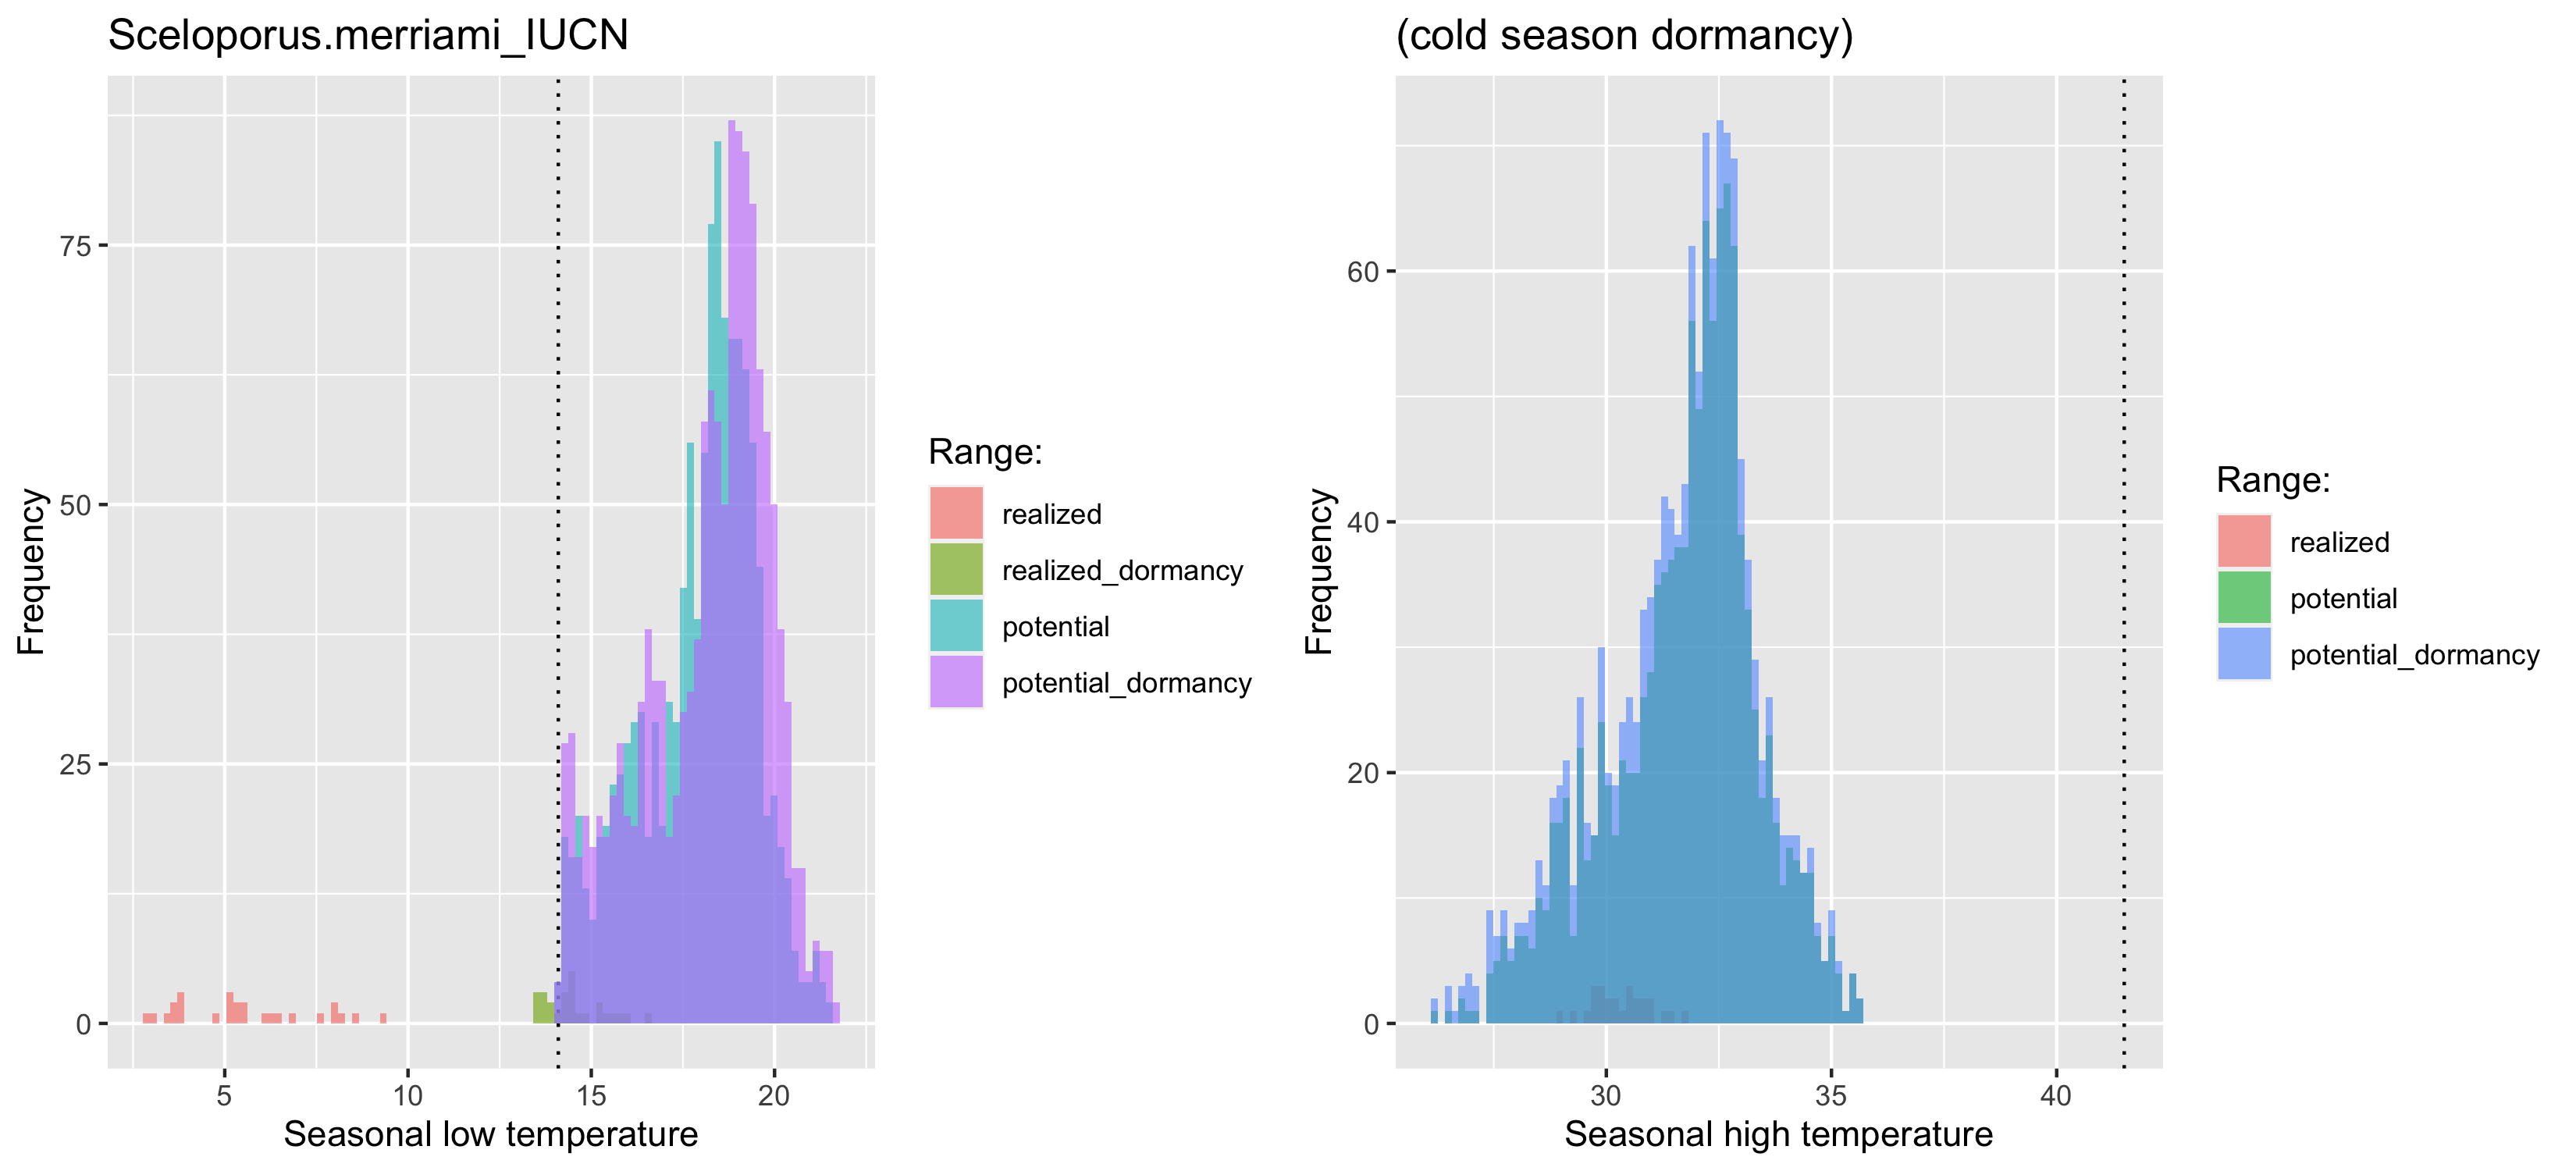 Sceloporus.merriami_IUCN
(cold season dormancy)
Frequency
75
50
25
0
5 10 15 20
Seasonal low temperature
Range:
realized
realized_dormancy
potential
potential_dormancy
Frequency
60
40
20
0
30 35 40
Seasonal high temperature
Range:
realized
potential
potential_dormancy